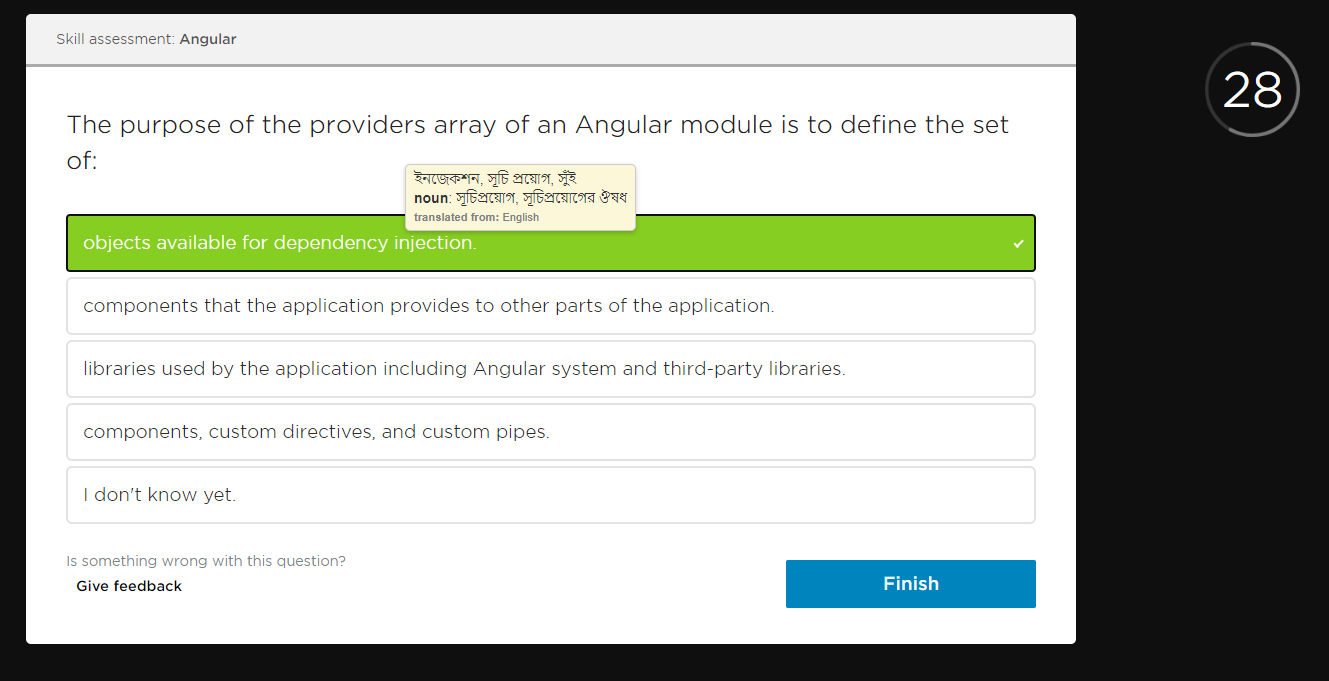 Skill assessment: Angular
28
The purpose of the providers array of an Angular module is to define the set
of:
ইনজেকশন, সূচি প্রয়োগ, সুঁই
noun: সূচিপ্রয়োগ, সূচিপ্রয়োগের ঔষধ
translated from: English
objects available for dependency injection.
components that the application provides to other parts of the application.
libraries used by the application including Angular system and third-party libraries.
components, custom directives, and custom pipes.
I don't know yet.
Is something wrong with this question?
Give feedback
Finish